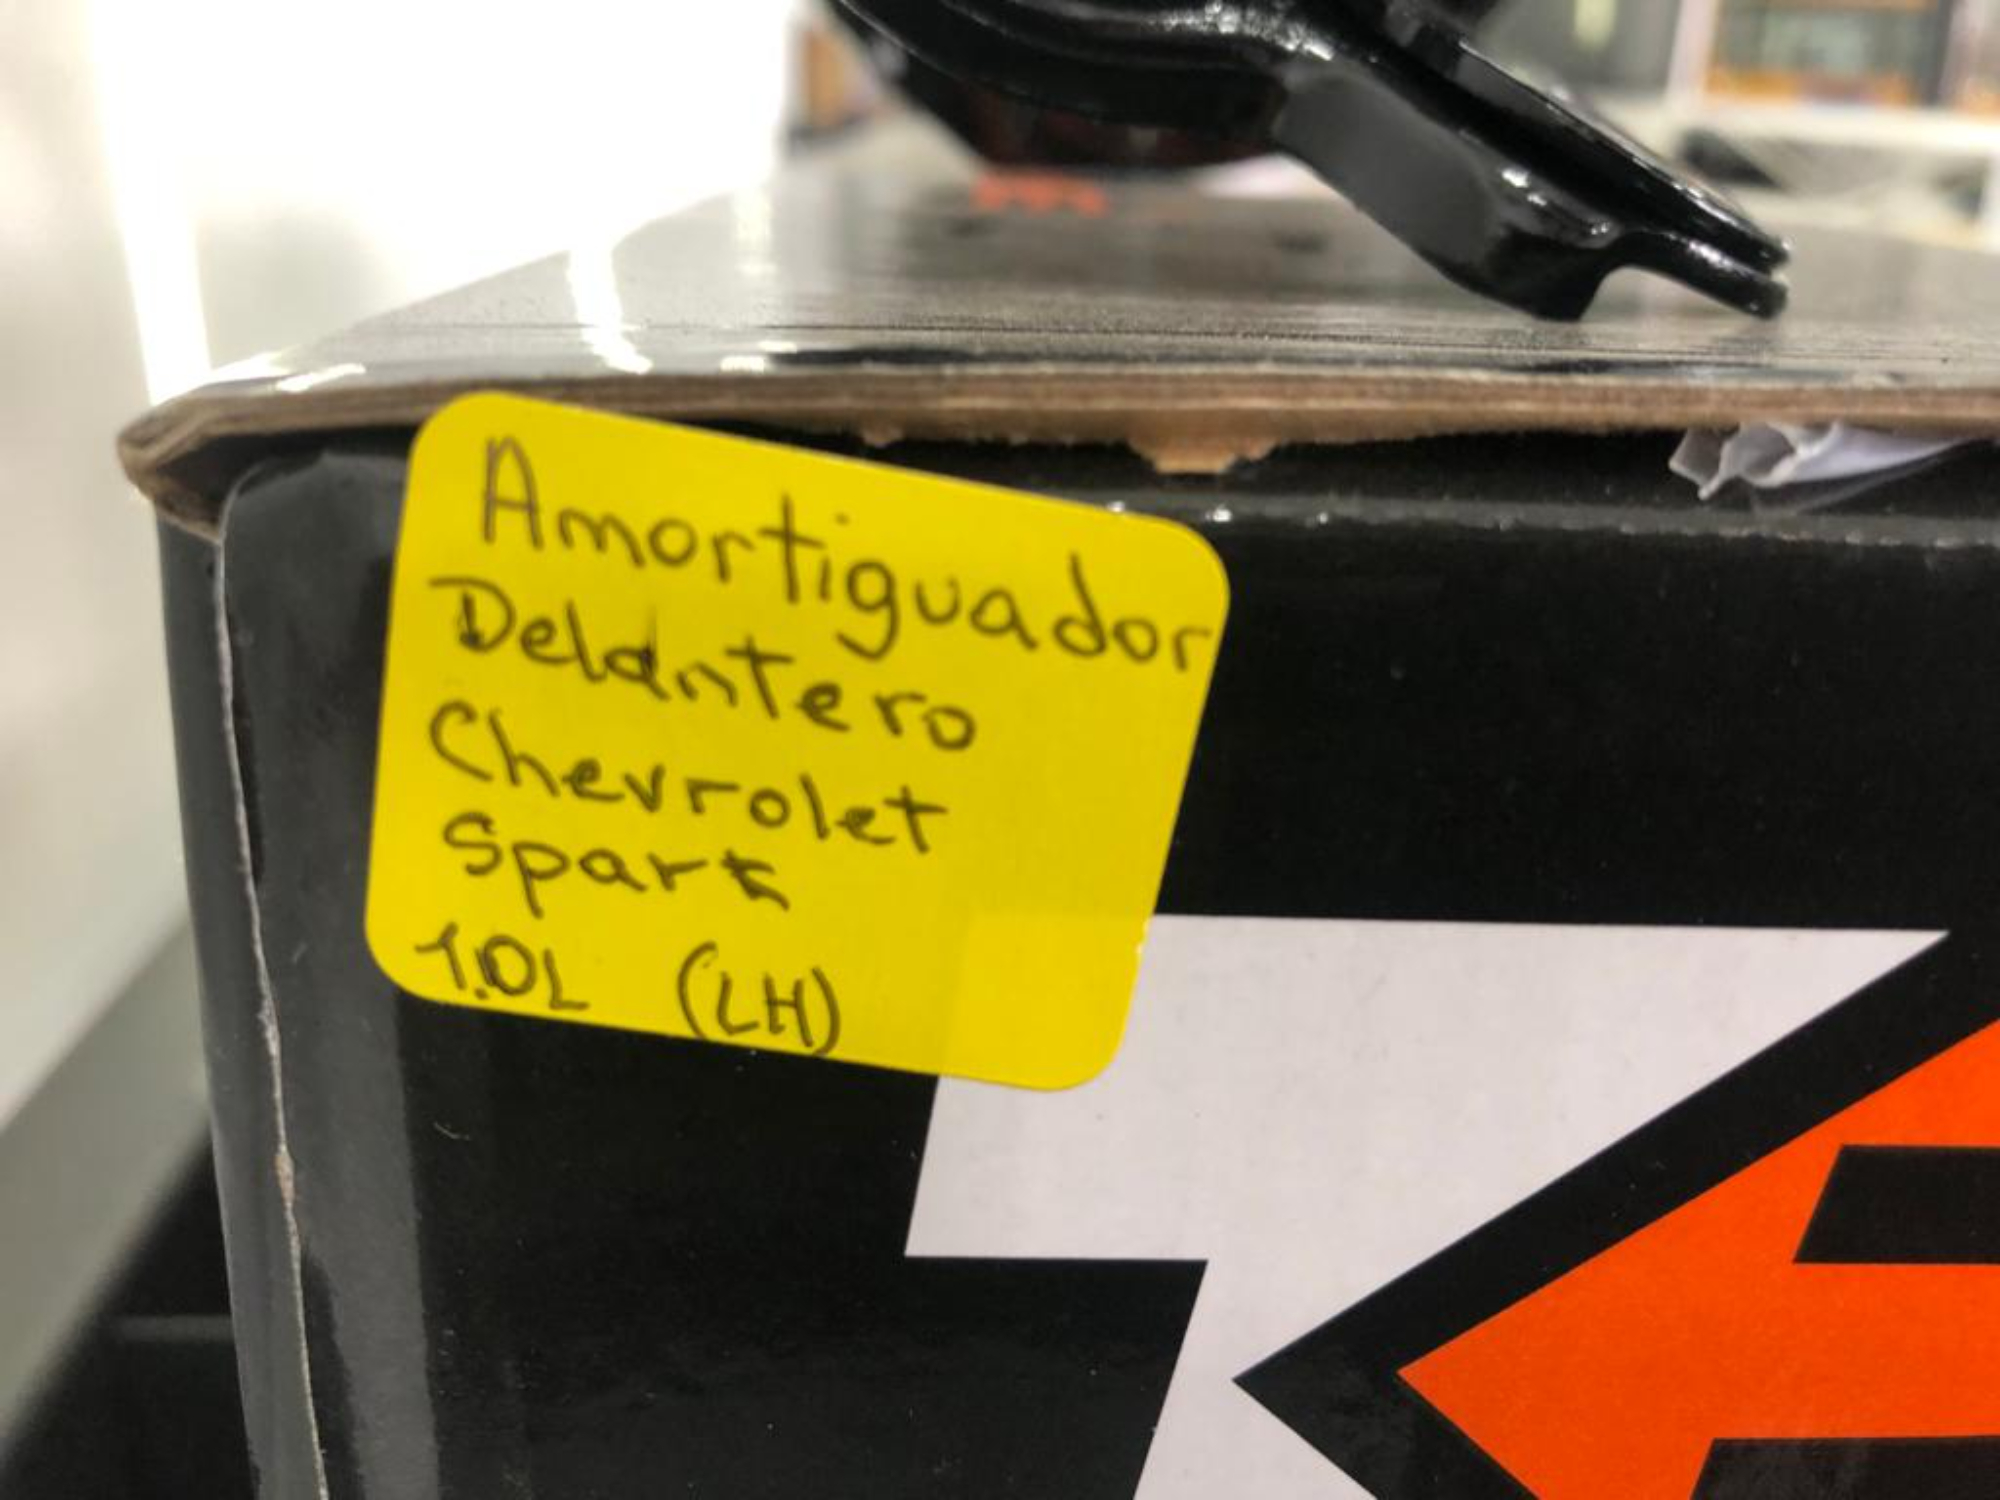 Amortiguador
Delantero
Chevrolet
Spark
1.0L (LH)